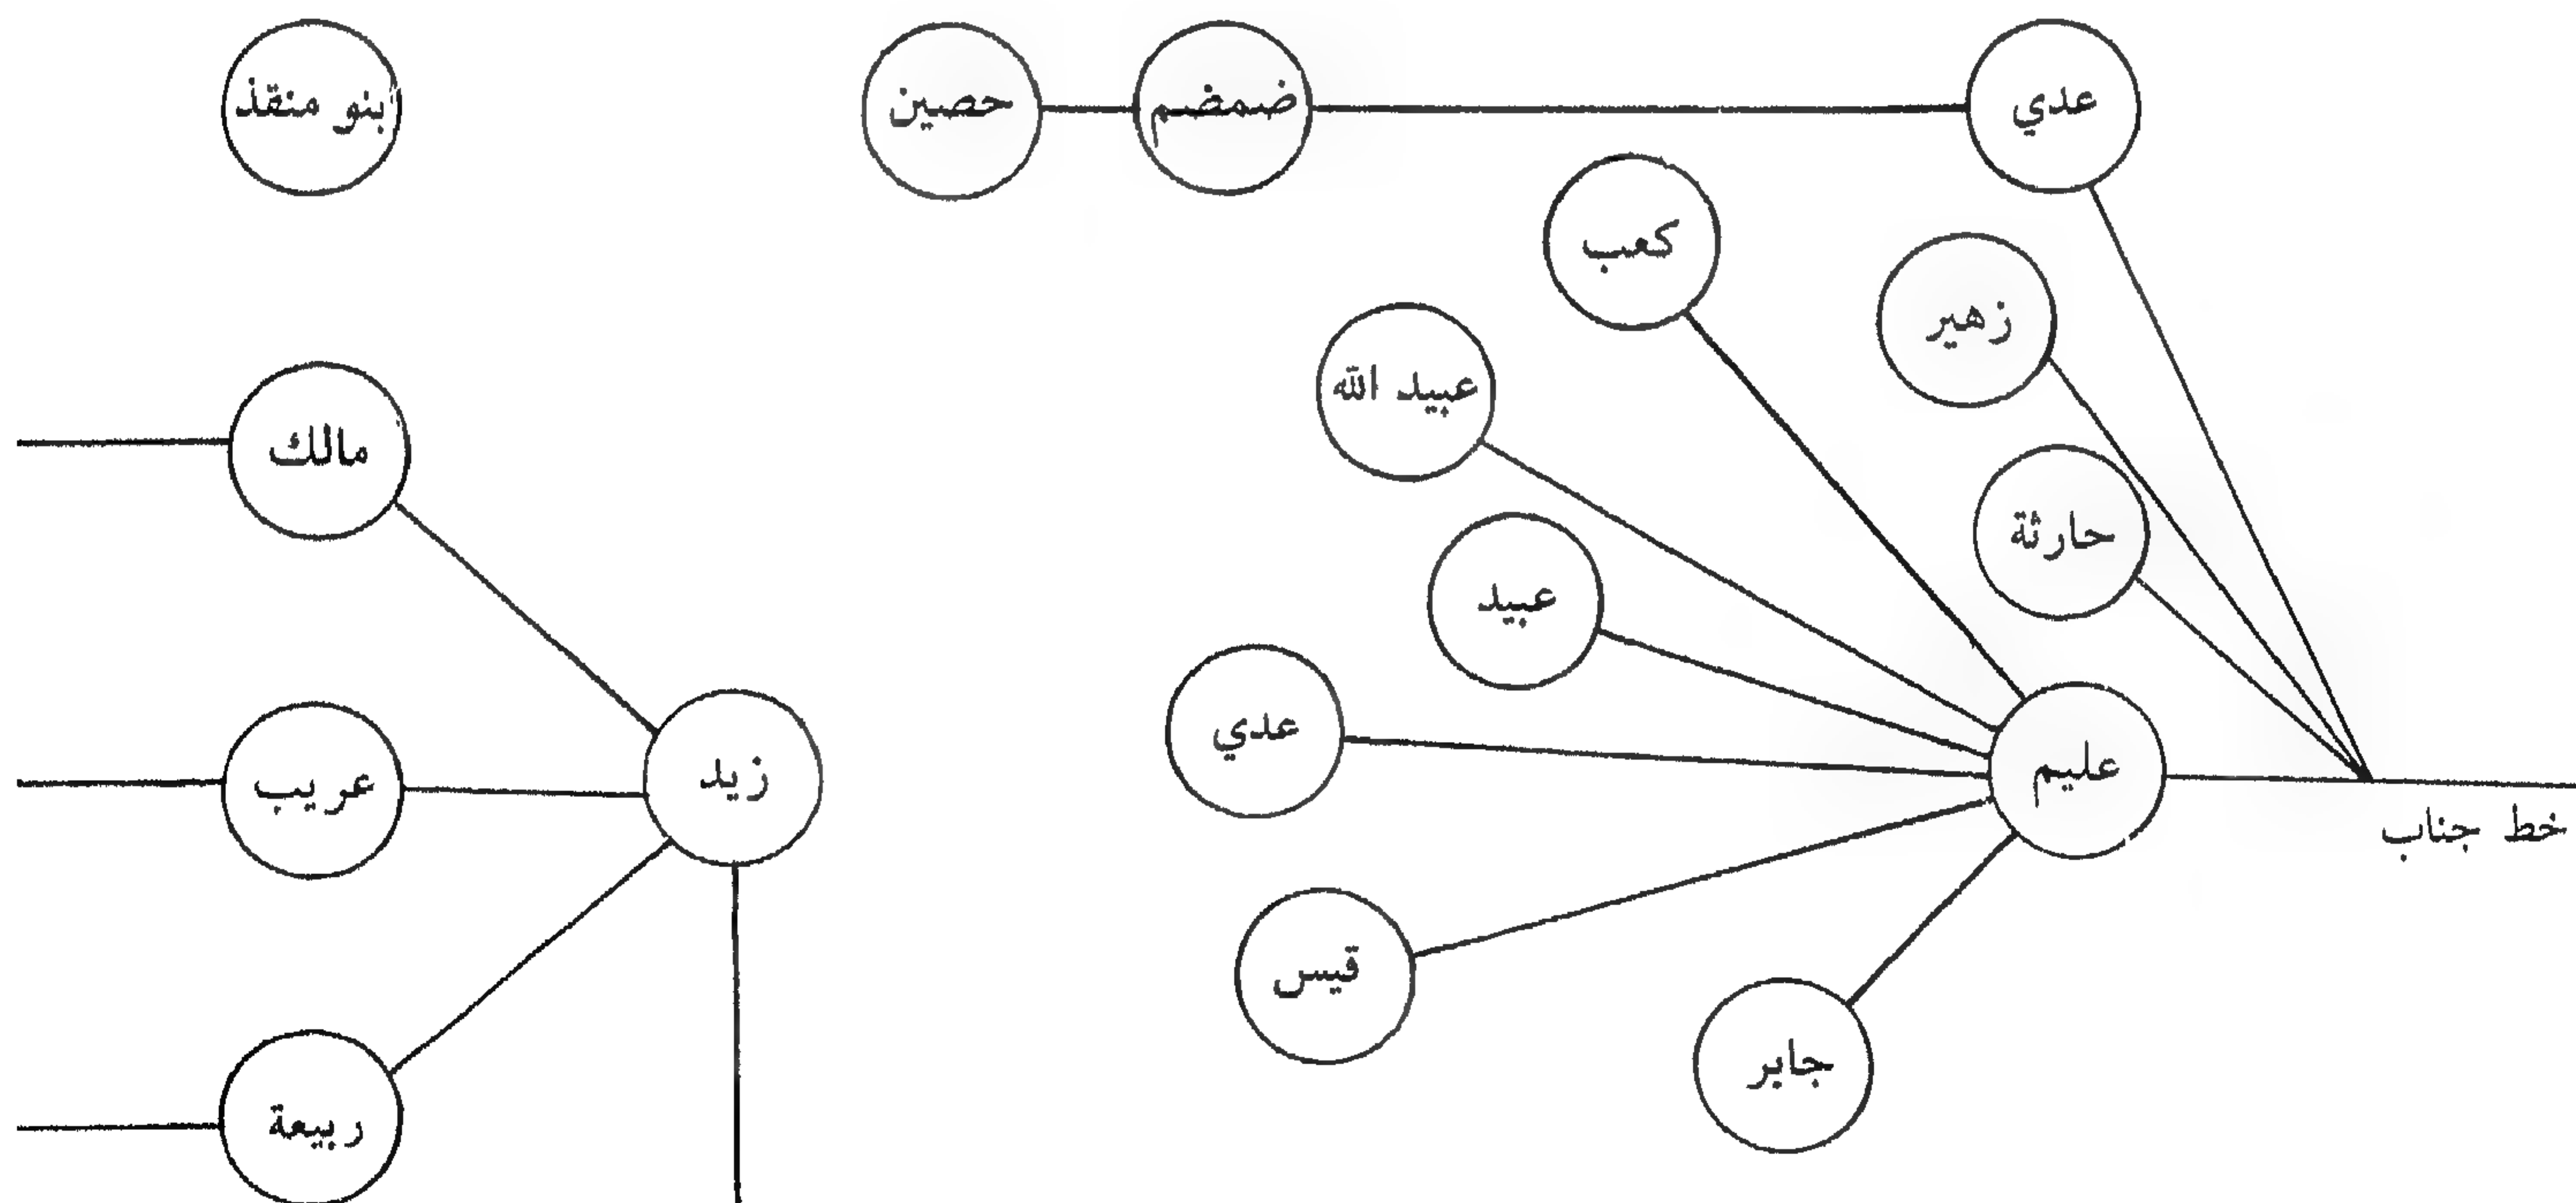 عدي
ضمضم
حصين
بنو منقذ
كعب
زهير
عبيد الله
مالك
حارثة
عبيد
عدي
عليم
زيد
عريب
خط جناب
قيس
جابر
ربيعة